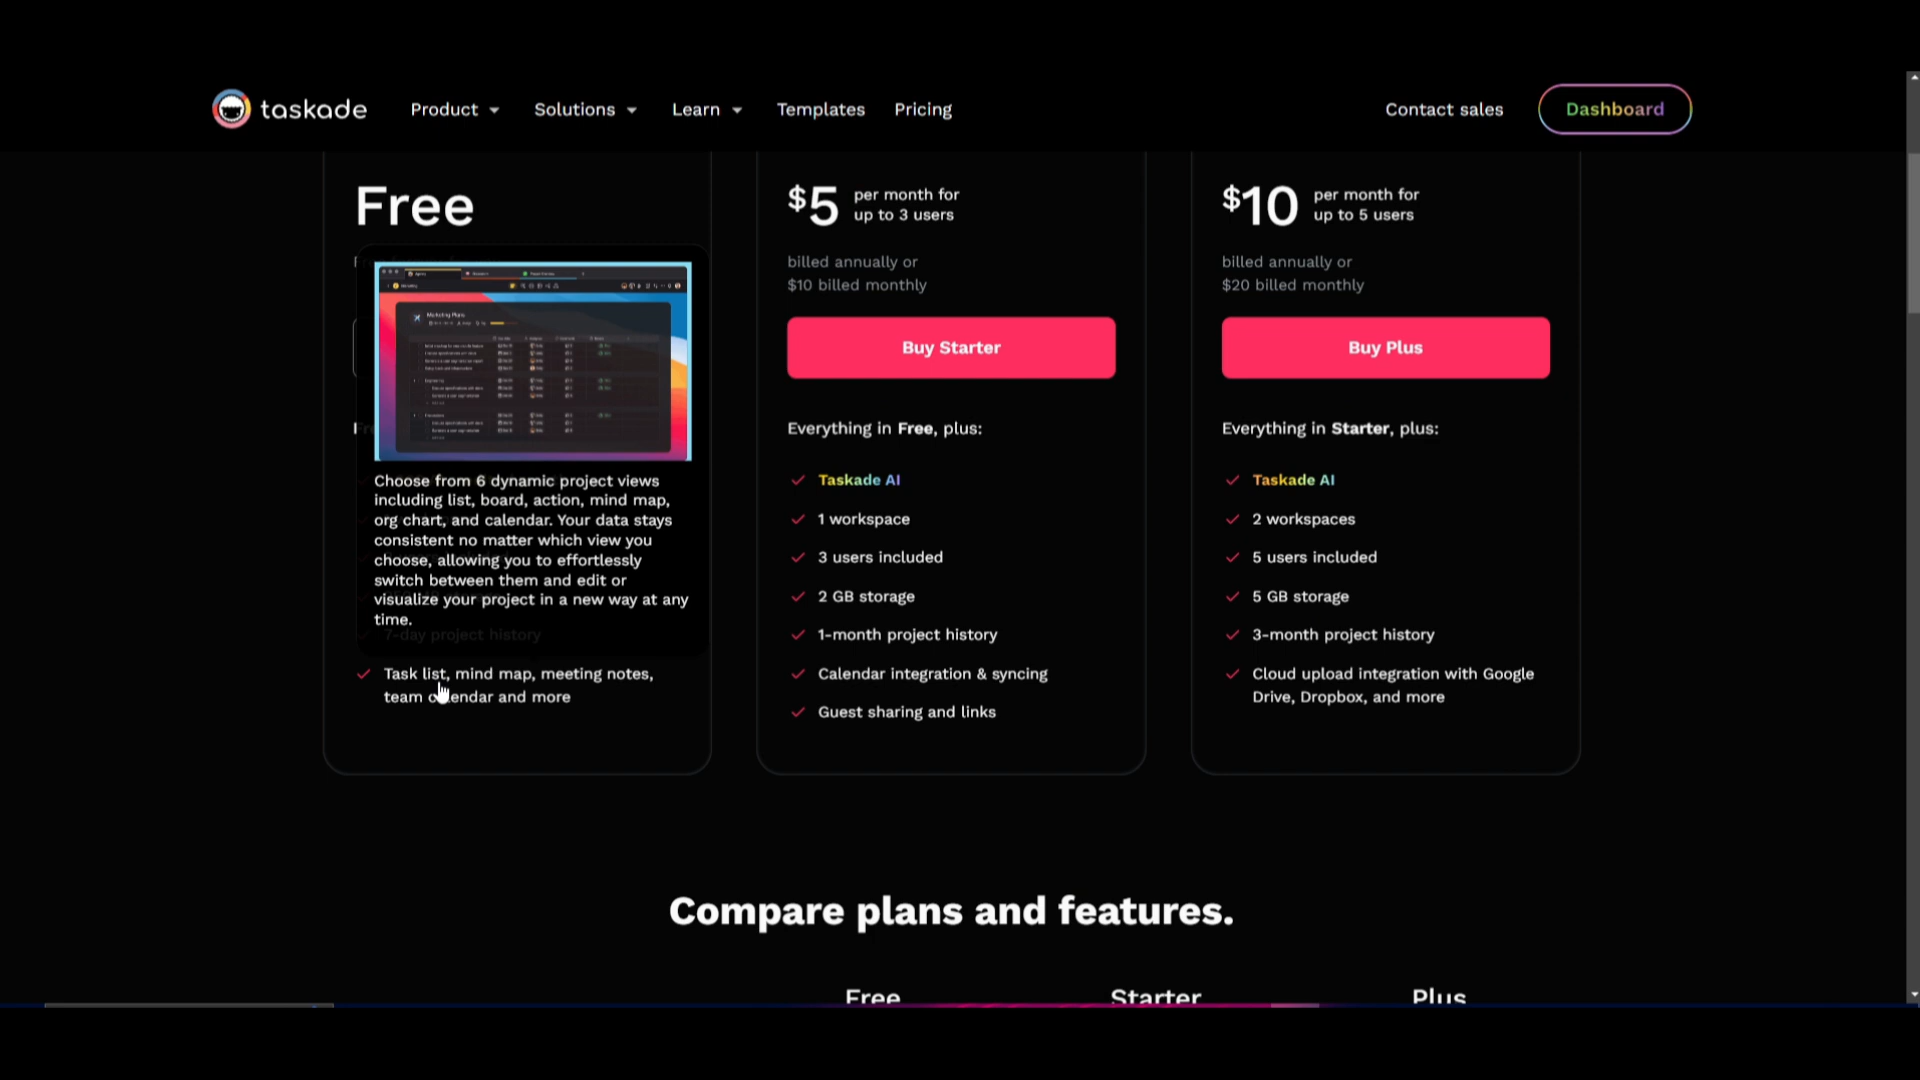 taskade
Product
Solutions
Learn
Templates
Pricing
Contact sales
Dashboard
Free
Choose from 6 dynamic project views
including list, board, action, mind map,
org chart, and calendar. Your data stays
consistent no matter which view you
choose, allowing you to effortlessly
switch between them and edit or
visualize your project in a new way at any
time.
7-day project history
Task list, mind map, meeting notes,
team calendar and more
$5 per month for
up to 3 users
billed annually or
$10 billed monthly
Buy Starter
Everything in Free, plus:
Taskade AI
1 workspace
3 users included
2 GB storage
1-month project history
Calendar integration & syncing
Guest sharing and links
$10 per month for
up to 5 users
billed annually or
$20 billed monthly
Buy Plus
Everything in Starter, plus:
Taskade AI
2 workspaces
5 users included
5 GB storage
3-month project history
Cloud upload integration with Google
Drive, Dropbox, and more
Compare plans and features.
Free
Starter
Plus